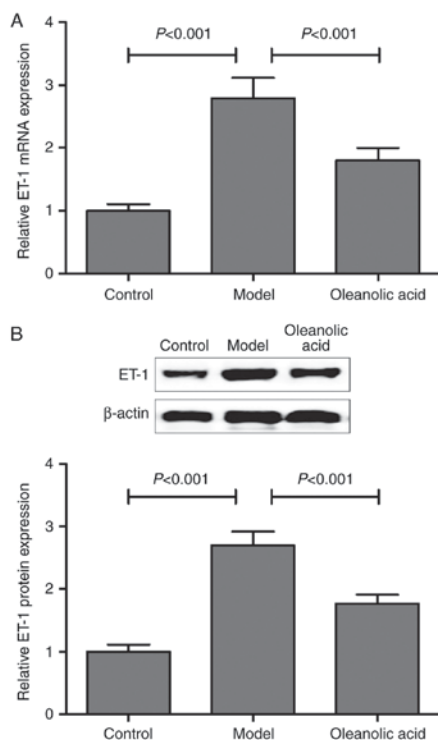 A
P<0.001
P<0.001
Relative ET-1 mRNA expression
4
3
2
1
0
Control
Model
Oleanolic acid
B
Control
Model
Oleanolic
acid
ET-1
β-actin
P<0.001
P<0.001
Relative ET-1 protein expression
4
3
2
1
0
Control
Model
Oleanolic acid